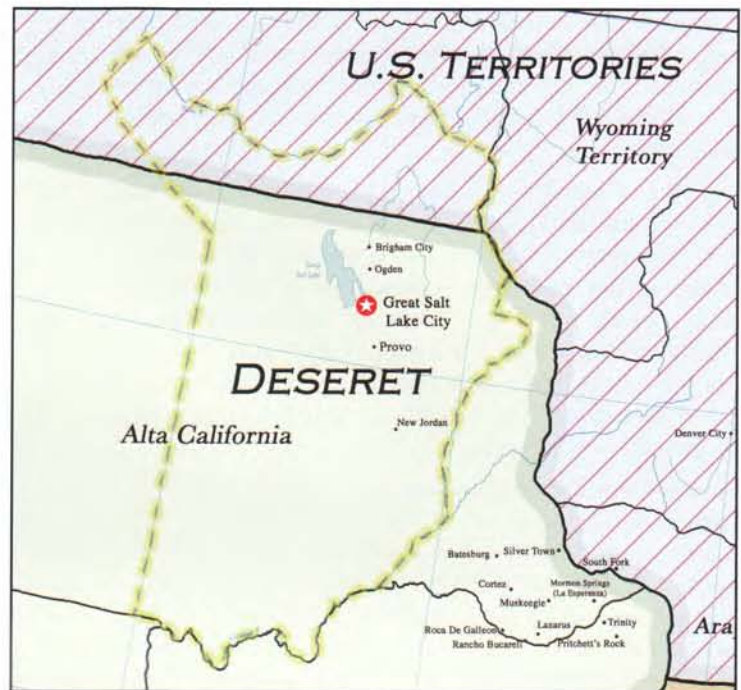 U.S. TERRITORIES
Wyoming
Territory
Brigham City
Ogden
Great Salt
Lake City
Provo
DESERET
New Jordan
Alta California
Denver City
Batesburg
Silver Town
South Fork
Cortez
Mormon Springs
(La Esperanza)
Muskeegie
Roca De Galleon
Lazarus
Trinity
Rancho Bucareli
Pritchett's Rock
Ara